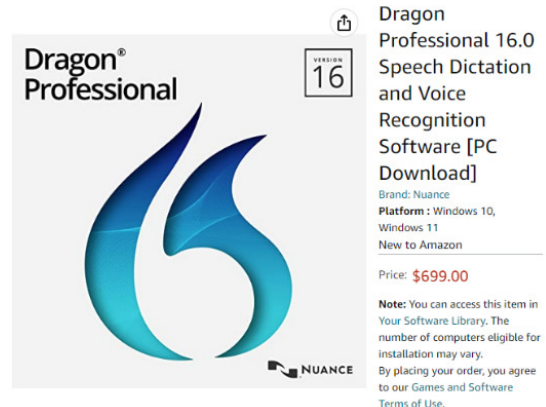 Dragon®
Professional
VERSION
16
NUANCE
Dragon
Professional 16.0
Speech Dictation
and Voice
Recognition
Software [PC
Download]
Brand: Nuance
Platform : Windows 10,
Windows 11
New to Amazon
Price: $699.00
Note: You can access this item in
Your Software Library. The
number of computers eligible for
installation may vary.
By placing your order, you agree
to our Games and Software
Terms of Use.